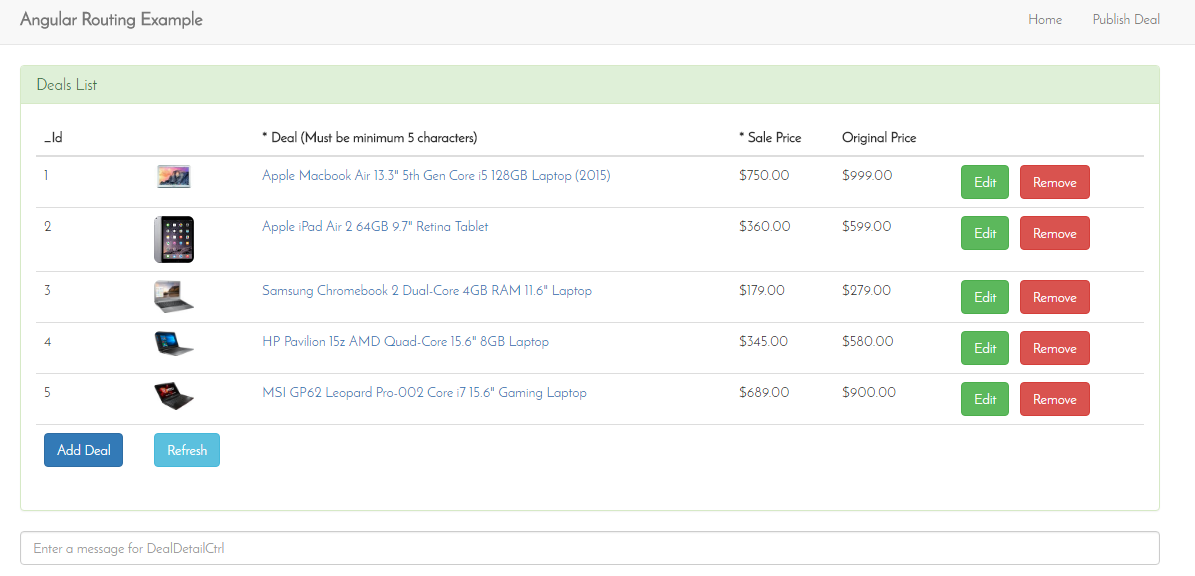 Angular Routing Example Home Publish Deal
Deals List
_Id * Deal (Must be minimum 5 characters) * Sale Price Original Price
1 Apple Macbook Air 13.3" 5th Gen Core i5 128GB Laptop (2015) $750.00 $999.00 Edit Remove
2 Apple iPad Air 2 64GB 9.7" Retina Tablet $360.00 $599.00 Edit Remove
3 Samsung Chromebook 2 Dual-Core 4GB RAM 11.6" Laptop $179.00 $279.00 Edit Remove
4 HP Pavilion 15z AMD Quad-Core 15.6" 8GB Laptop $345.00 $580.00 Edit Remove
5 MSI GP62 Leopard Pro-002 Core i7 15.6" Gaming Laptop $689.00 $900.00 Edit Remove
Add Deal Refresh
Enter a message for DealDetailCtrl